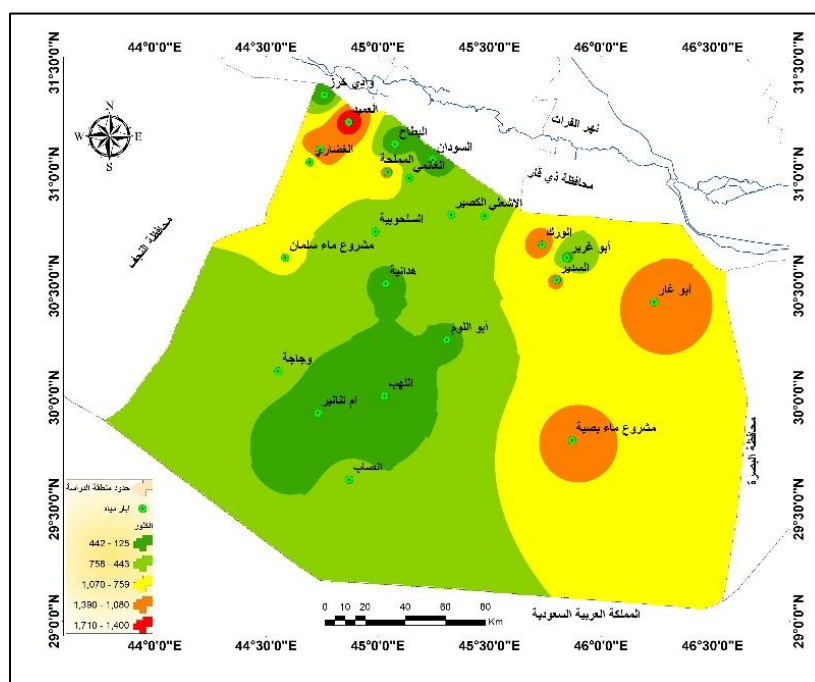 44°0'0"E 44°30'0"E 45°0'0"E 45°30'0"E 46°0'0"E 46°30'0"E
31°30'0"N
31°0'0"N
30°30'0"N
30°0'0"N
29°30'0"N
29°0'0"N
N
W E
S
وادي خرز
العميد
البطاح
نهر الفرات
الغضاري
السودان
المملحة
الغانمي
محافظة ذي قار
محافظة النجف
الاشعلي الكصير
السلحوبية
الورك
أبو غرير
مشروع ماء سلمان
السدير
هدانية
ابو غار
أبو اللوم
وجاجة
اللهب
ام تنانير
مشروع ماء بصية
محافظة البصرة
انصاب
حدود منطقة الدراسة
ابار مياه
الكلور
442 - 125
758 - 443
1,070 - 759
1,390 - 1,080
1,710 - 1,400
0 10 20 40 60 80
Km
المملكة العربية السعودية
31°30'0"N
31°0'0"N
30°30'0"N
30°0'0"N
29°30'0"N
29°0'0"N
44°0'0"E 44°30'0"E 45°0'0"E 45°30'0"E 46°0'0"E 46°30'0"E